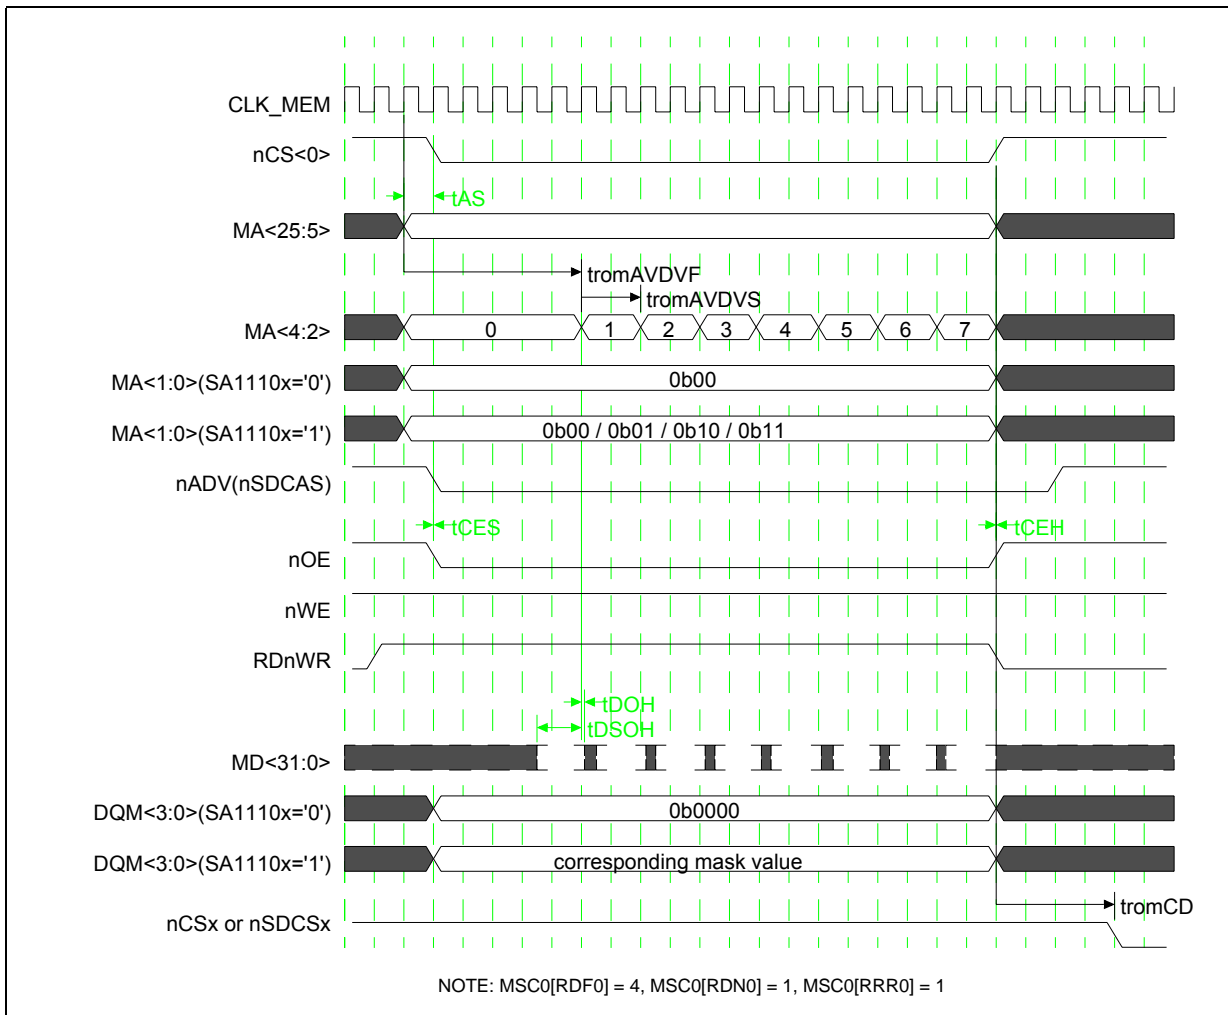 CLK_MEM
nCS<0>
tAS
MA<25:5>
tromAVDVF
tromAVDVS
MA<4:2>
0 1 2 3 4 5 6 7
MA<1:0>(SA1110x='0')
0b00
MA<1:0>(SA1110x='1')
0b00 / 0b01 / 0b10 / 0b11
nADV(nSDCAS)
tCES
tCEH
nOE
nWE
RDnWR
tDOH
tDSOH
MD<31:0>
DQM<3:0>(SA1110x='0')
0b0000
DQM<3:0>(SA1110x='1')
corresponding mask value
tromCD
nCSx or nSDCSx
NOTE: MSC0[RDF0] = 4, MSC0[RDN0] = 1, MSC0[RRR0] = 1